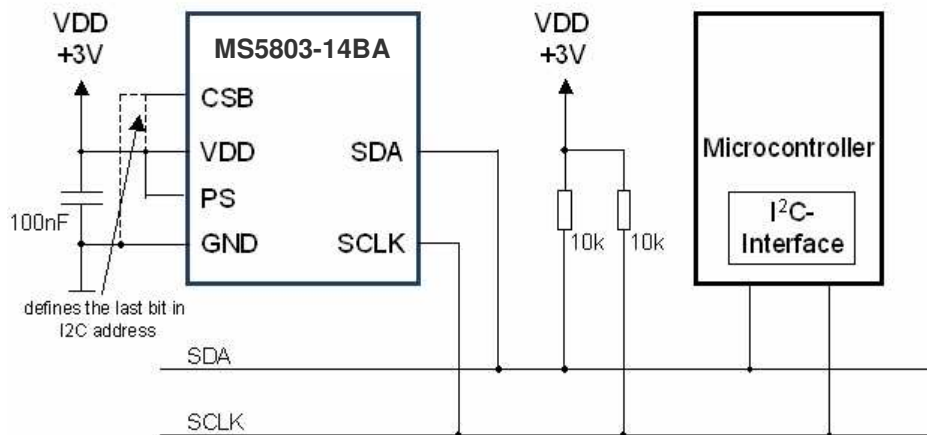 VDD
+3V
MS5803-14BA
CSB
VDD
PS
GND
SDA
SCLK
100nF
defines the last bit in
I2C address
VDD
+3V
10k
10k
Microcontroller
I²C-
Interface
SDA
SCLK